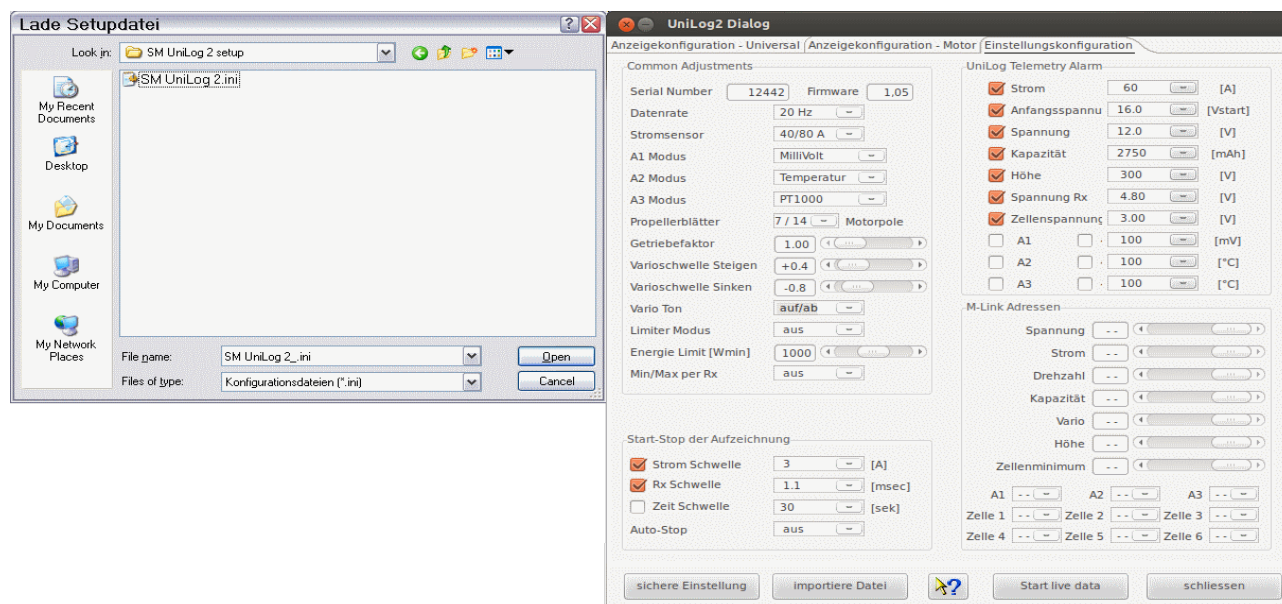 Lade Setupdatei
Look in: SM UniLog 2 setup
SM UniLog 2.ini
My Recent
Documents
Desktop
My Documents
My Computer
My Network
Places
File name: SM UniLog 2_.ini Open
Files of type: Konfigurationsdateien (*.ini) Cancel
UniLog2 Dialog
Anzeigekonfiguration - Universal Anzeigekonfiguration - Motor Einstellungskonfiguration
Common Adjustments
Serial Number 12442 Firmware 1,05
Datenrate 20 Hz
Stromsensor 40/80 A
A1 Modus MilliVolt
A2 Modus Temperatur
A3 Modus PT1000
Propellerblätter 7 / 14 Motorpole
Getriebefaktor 1.00
Varioschwelle Steigen +0.4
Varioschwelle Sinken -0.8
Vario Ton auf/ab
Limiter Modus aus
Energie Limit [Wmin] 1000
Min/Max per Rx aus
Start-Stop der Aufzeichnung
Strom Schwelle 3 [A]
Rx Schwelle 1.1 [msec]
Zeit Schwelle 30 [sek]
Auto-Stop aus
UniLog Telemetry Alarm
Strom 60 [A]
Anfangsspannu 16.0 [Vstart]
Spannung 12.0 [V]
Kapazität 2750 [mAh]
Höhe 300 [V]
Spannung Rx 4.80 [V]
Zellenspannung 3.00 [V]
A1 - 100 [mV]
A2 - 100 [°C]
A3 - 100 [°C]
M-Link Adressen
Spannung - -
Strom - -
Drehzahl - -
Kapazität - -
Vario - -
Höhe - -
Zellenminimum - -
A1 - - A2 - - A3 - -
Zelle 1 - - Zelle 2 - - Zelle 3 - -
Zelle 4 - - Zelle 5 - - Zelle 6 - -
sichere Einstellung importiere Datei Start live data schliessen